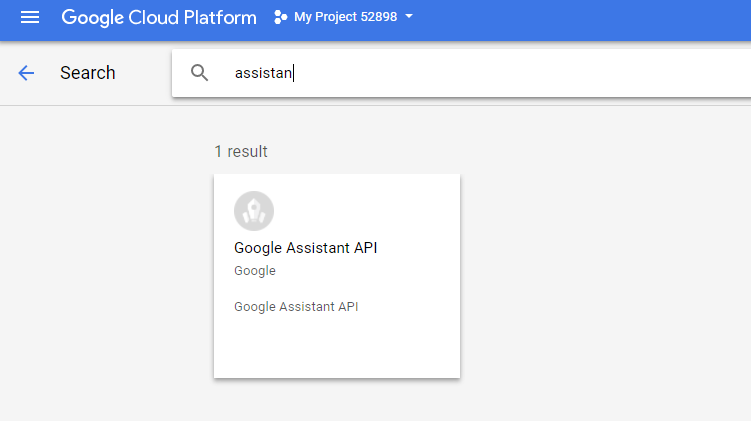 Google Cloud Platform My Project 52898
Search assistan
1 result
Google Assistant API
Google
Google Assistant API